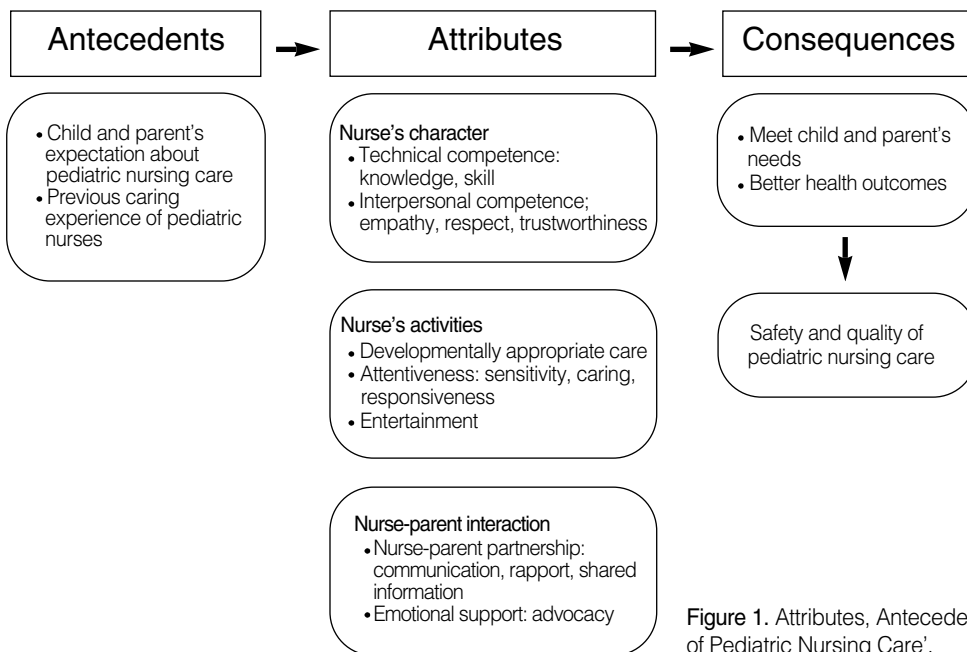 Antecedents
Attributes
Consequences
• Child and parent's
expectation about
pediatric nursing care
• Previous caring
experience of pediatric
nurses
Nurse's character
• Technical competence:
knowledge, skill
• Interpersonal competence;
empathy, respect, trustworthiness
Nurse's activities
• Developmentally appropriate care
• Attentiveness: sensitivity, caring,
responsiveness
• Entertainment
Nurse-parent interaction
• Nurse-parent partnership:
communication, rapport, shared
information
• Emotional support: advocacy
• Meet child and parent's
needs
• Better health outcomes
Safety and quality of
pediatric nursing care
Figure 1. Attributes, Antecede
of Pediatric Nursing Care'.